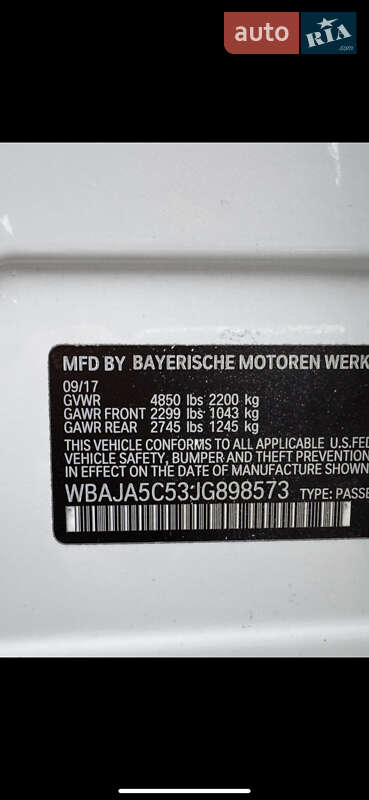 auto RIA
.com
MFD BY BAYERISCHE MOTOREN WERK
09/17
GVWR 4850 lbs 2200 kg
GAWR FRONT 2299 lbs 1043 kg
GAWR REAR 2745 lbs 1245 kg
THIS VEHICLE CONFORMS TO ALL APPLICABLE U.S.FED
VEHICLE SAFETY, BUMPER, AND THEFT PREVENTION
IN EFFECT ON THE DATE OF MANUFACTURE SHOWN
WBAJA5C53JG898573 TYPE: PASSE